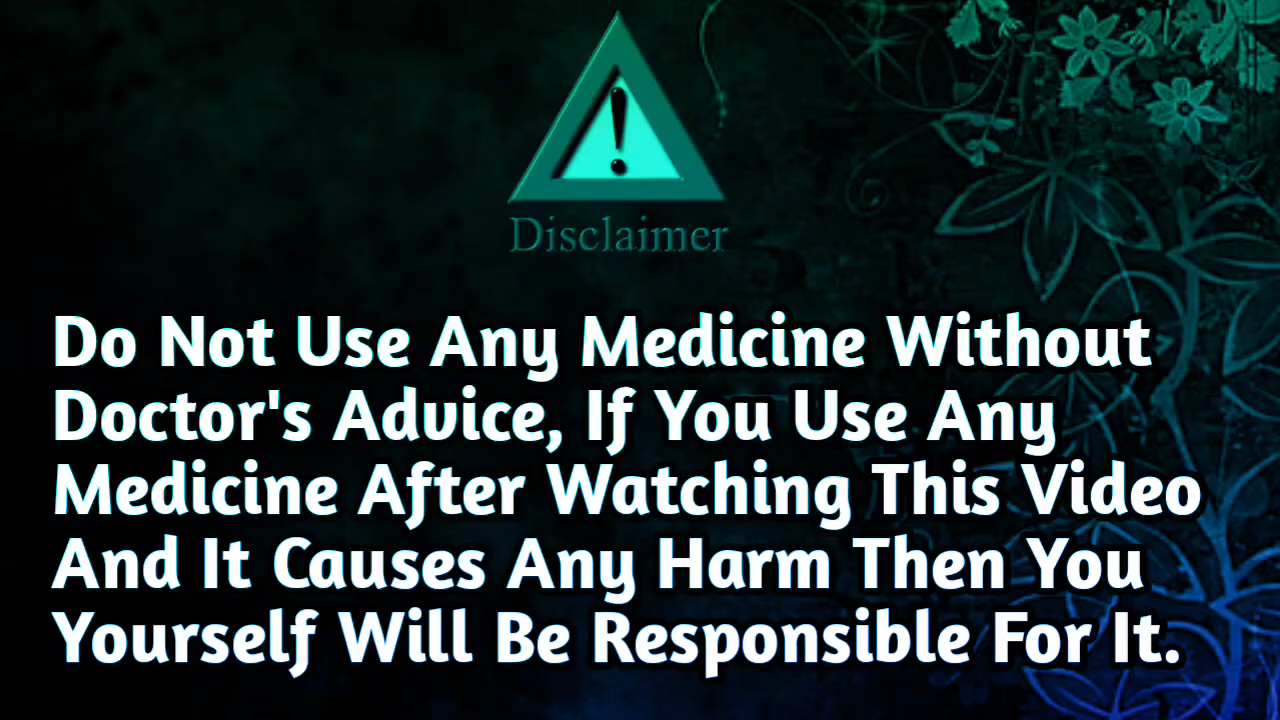 !
Disclaimer
Do Not Use Any Medicine Without
Doctor's Advice, If You Use Any
Medicine After Watching This Video
And It Causes Any Harm Then You
Yourself Will Be Responsible For It.